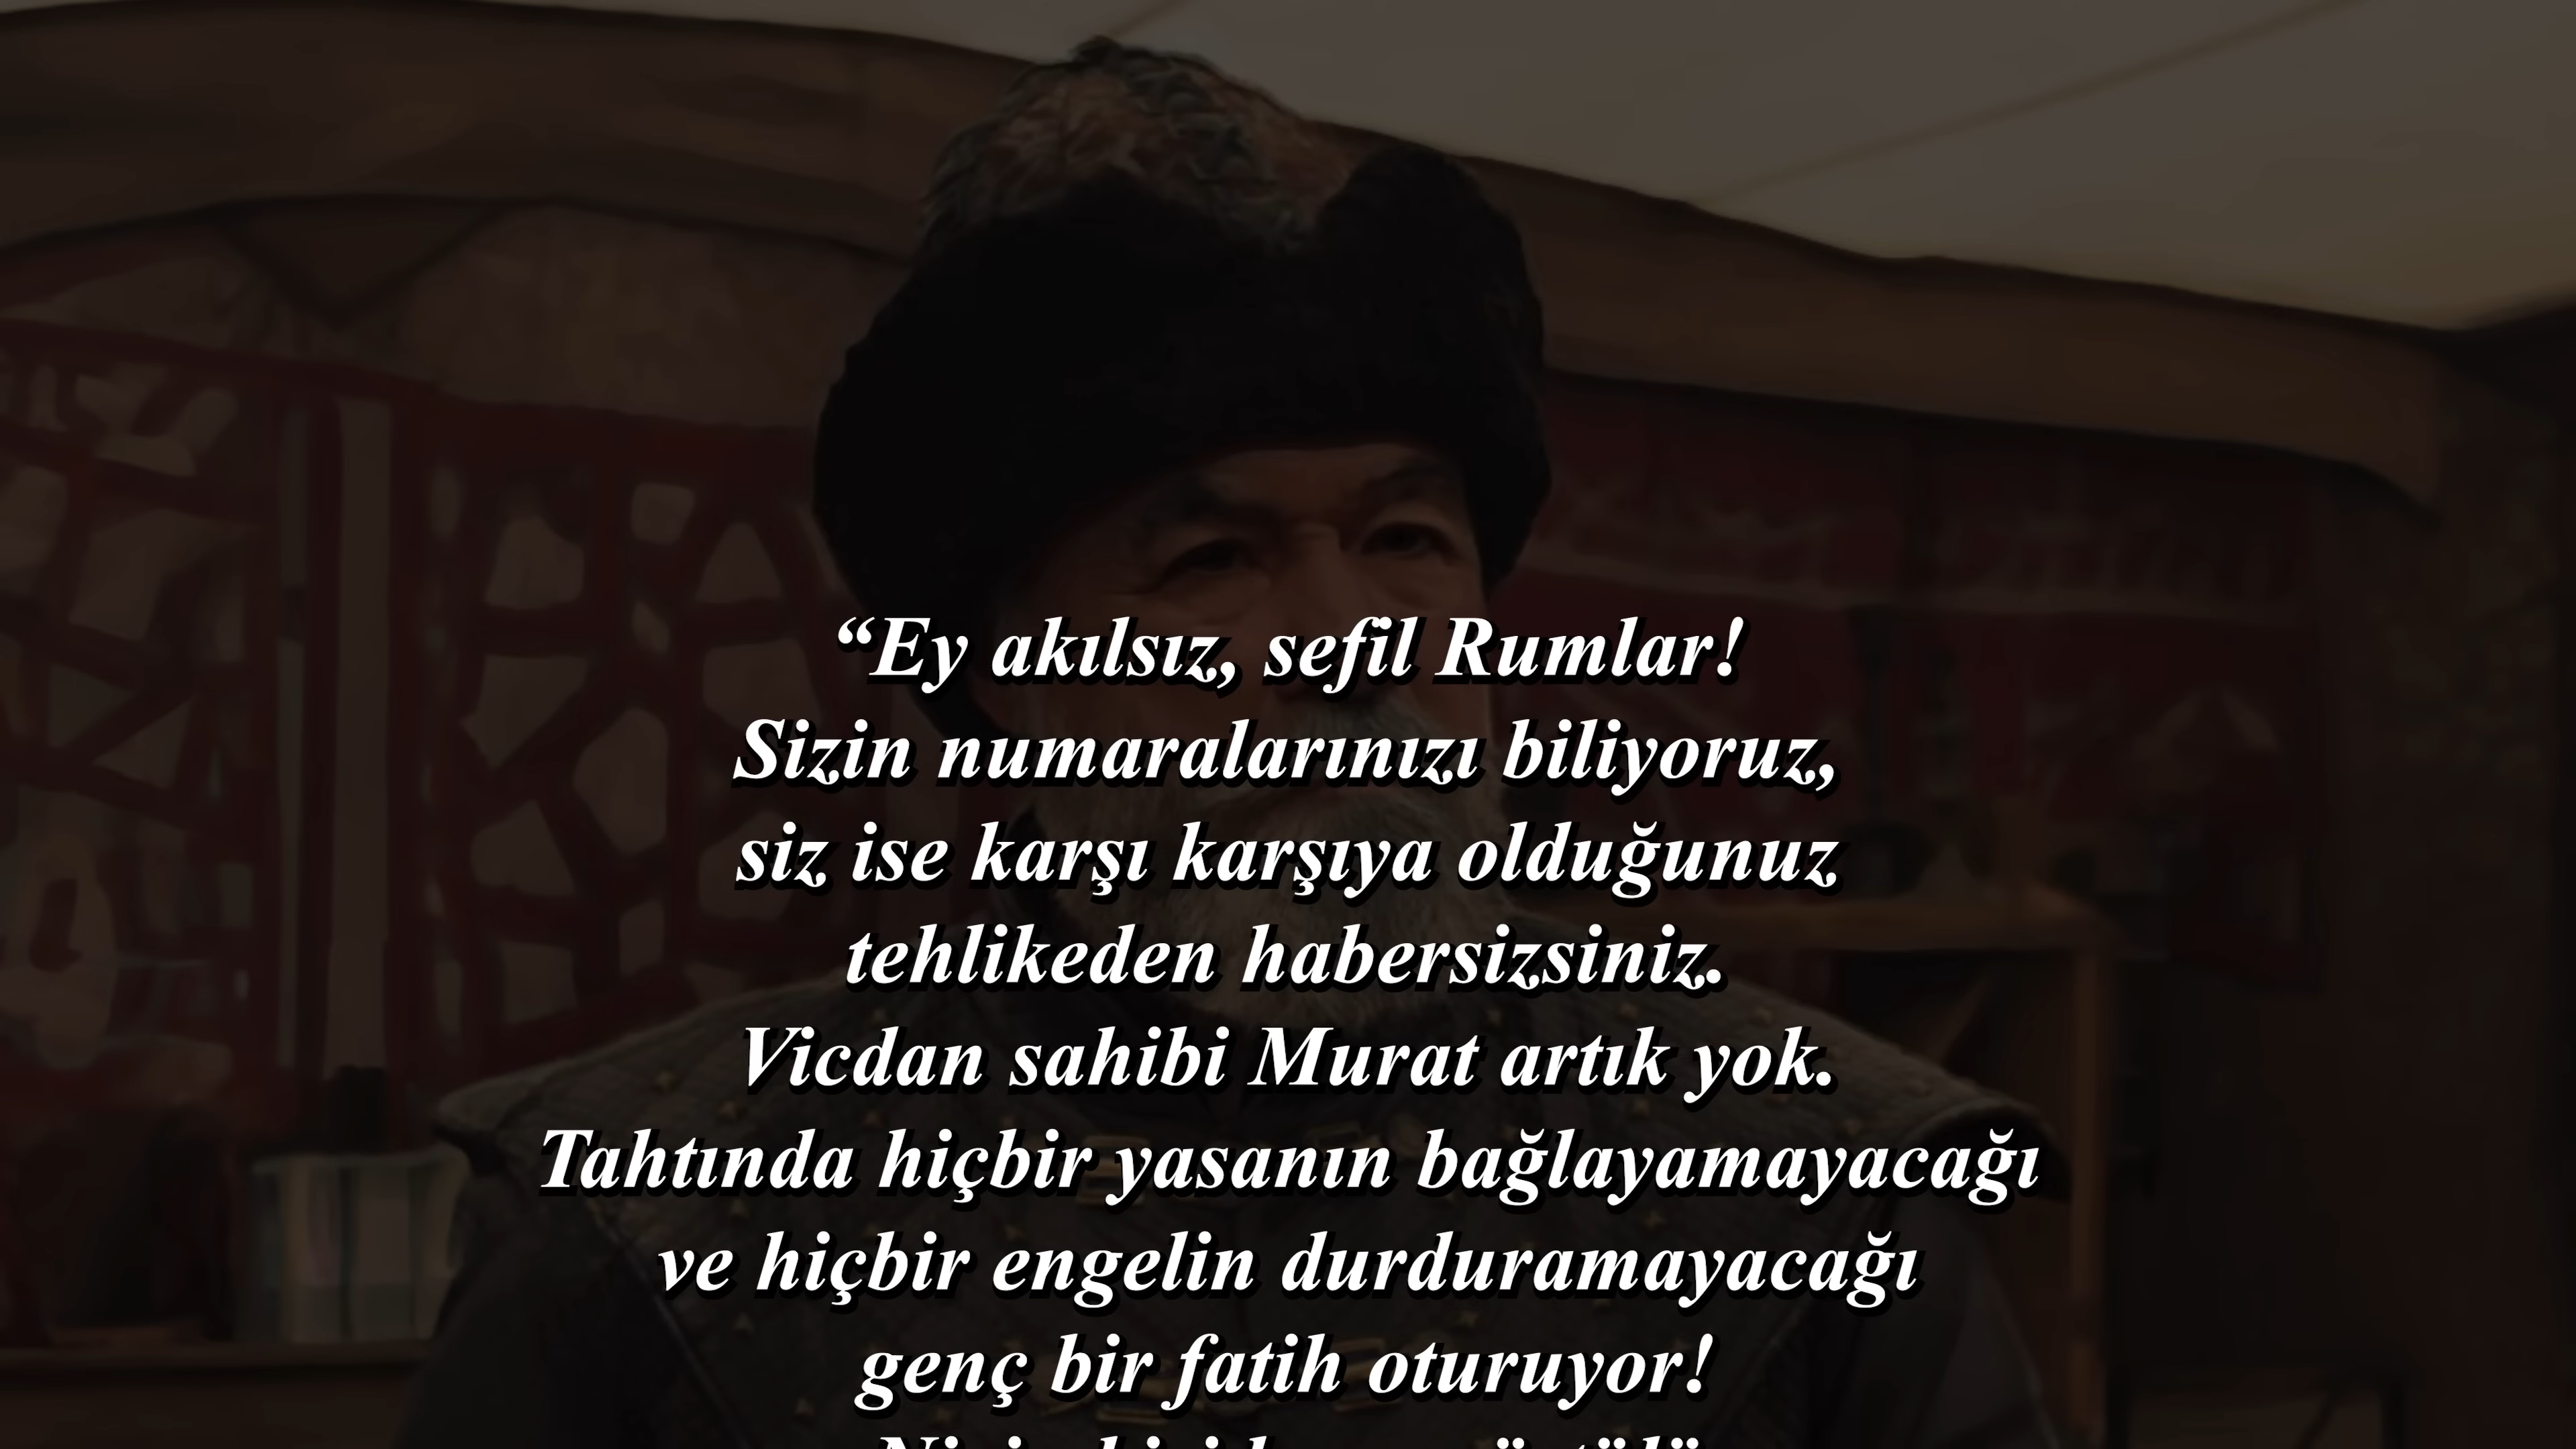 “Ey akılsız, sefil Rumlar!
Sizin numaralarınızı biliyoruz,
siz ise karşı karşıya olduğunuz
tehlikeden habersizsiniz.
Vicdan sahibi Murat artık yok.
Tahtında hiçbir yasanın bağlayamayacağı
ve hiçbir engelin durduramayacağı
genç bir fatih oturuyor!